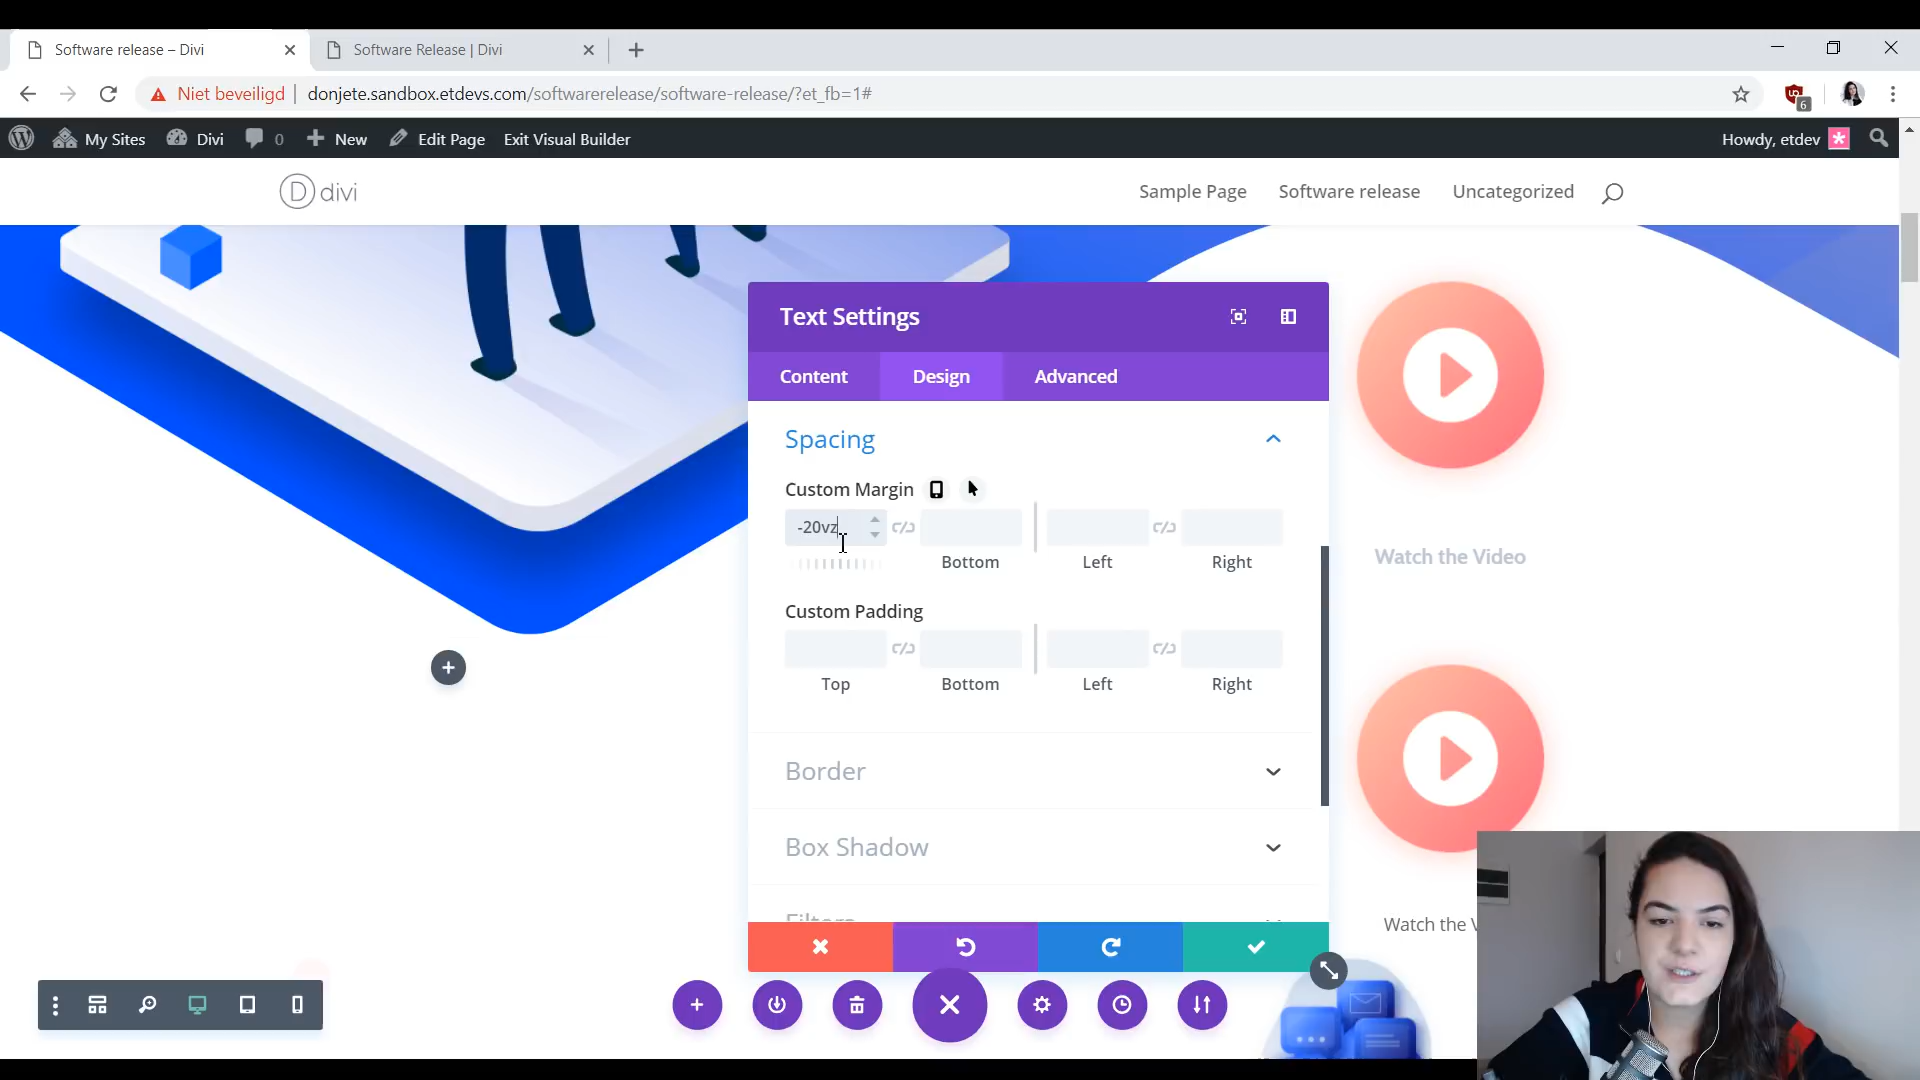 Software release – Divi
Software Release | Divi
Niet beveiligd
donjete.sandbox.etdevs.com/softwarerelease/software-release/?et_fb=1#
6
My Sites
Divi
0
New
Edit Page
Exit Visual Builder
Howdy, etdev
D divi
Sample Page
Software release
Uncategorized
Text Settings
Content
Design
Advanced
Spacing
Custom Margin
-20vz
Bottom
Left
Right
Watch the Video
Custom Padding
Top
Bottom
Left
Right
Border
Box Shadow
Filters
Watch the V